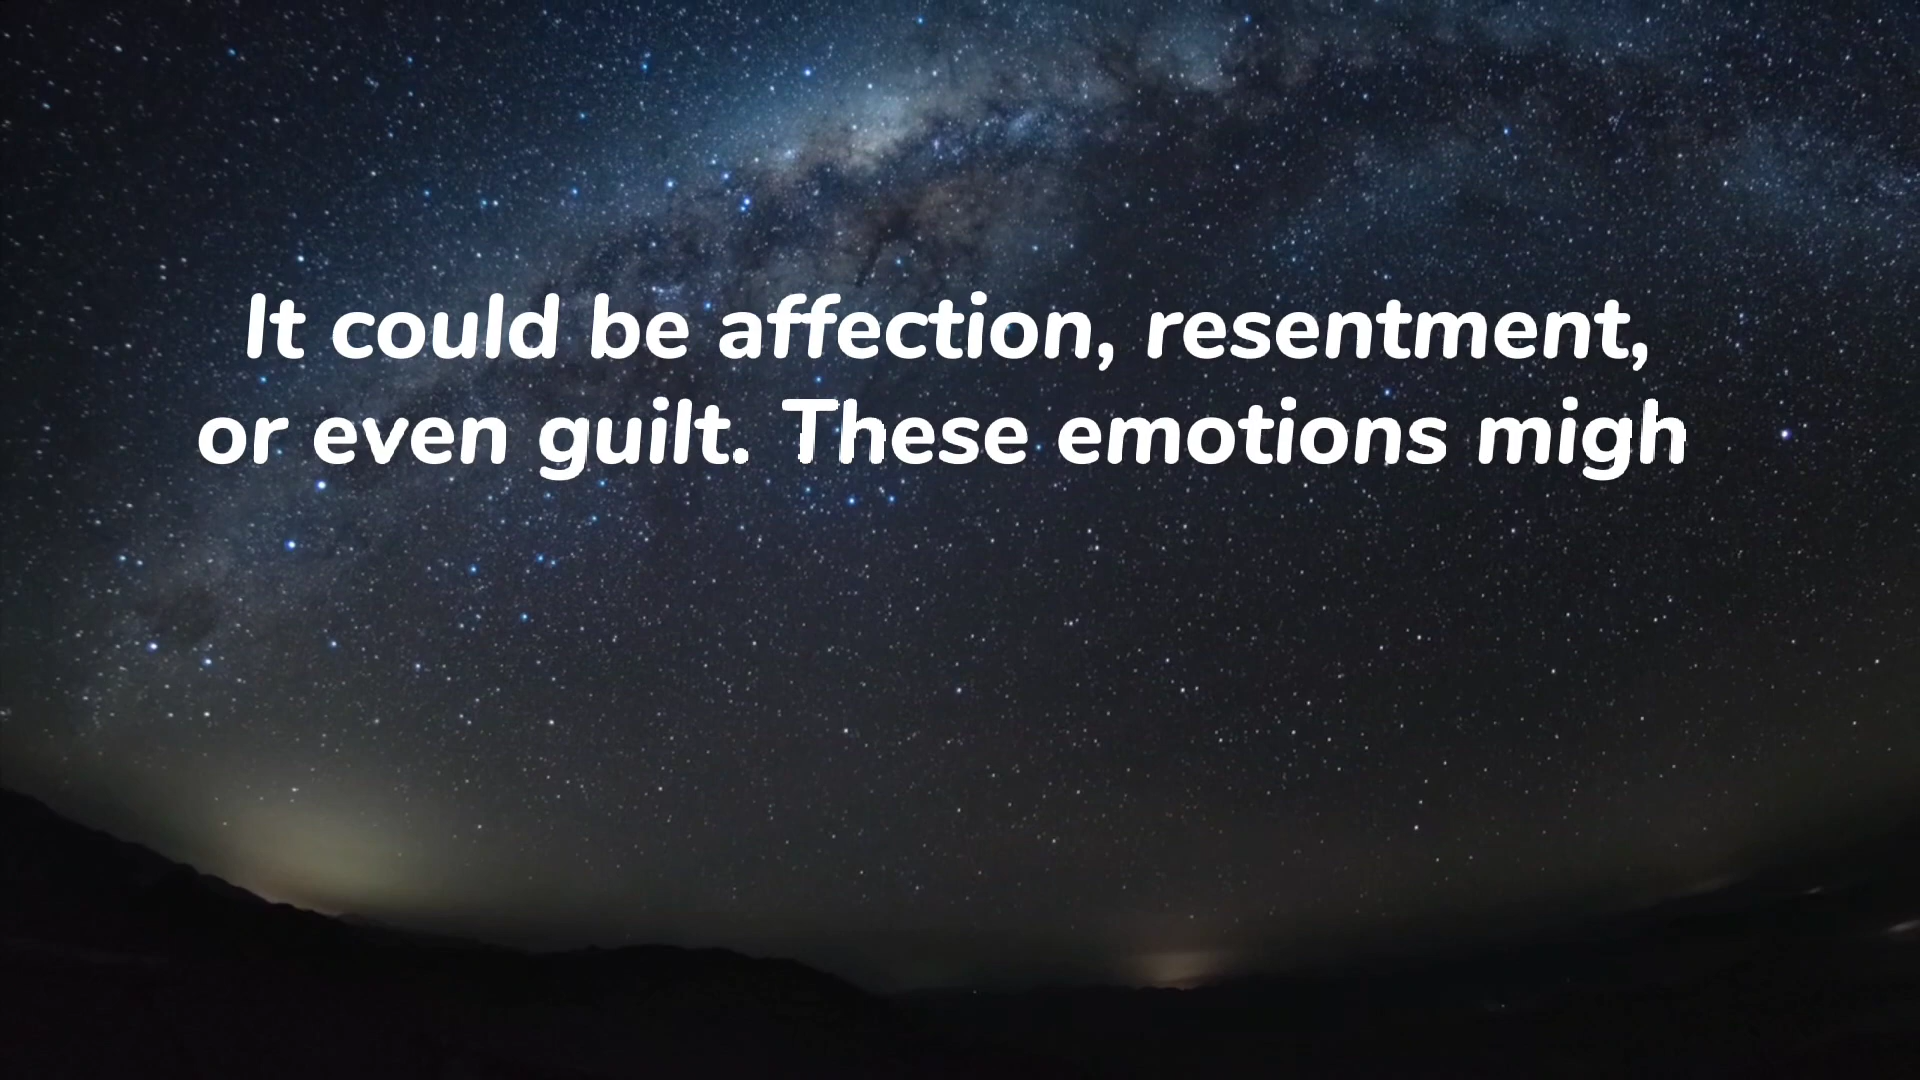 It could be affection, resentment,
or even guilt. These emotions migh